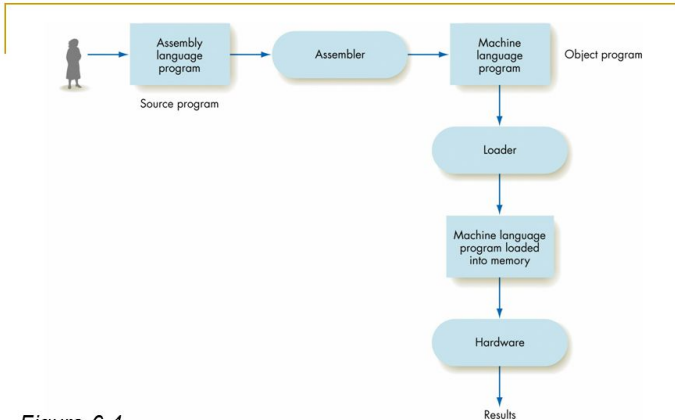 Assembly
language
program
Assembler
Machine
language
program
Object program
Source program
Loader
Machine language
program loaded
into memory
Hardware
Results
Figure 6.4